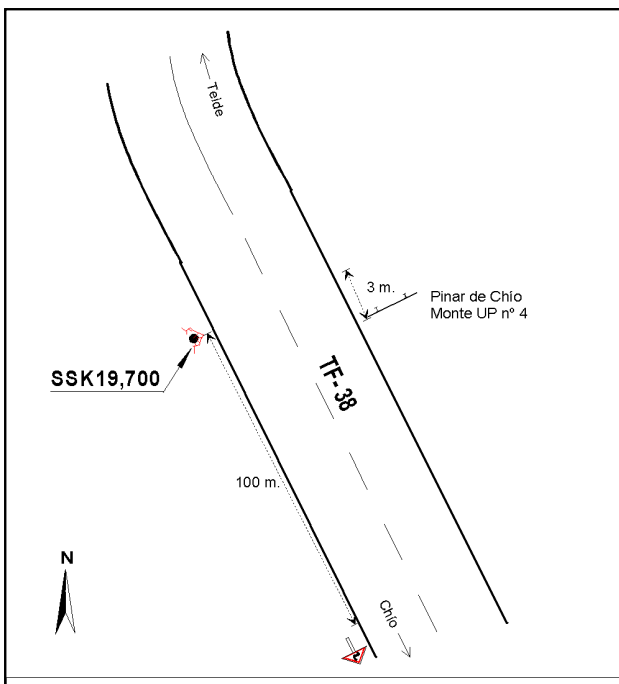 Teide
3 m.
Pinar de Chío
Monte UP nº 4
TF-38
SSK19,700
100 m.
N
Chío